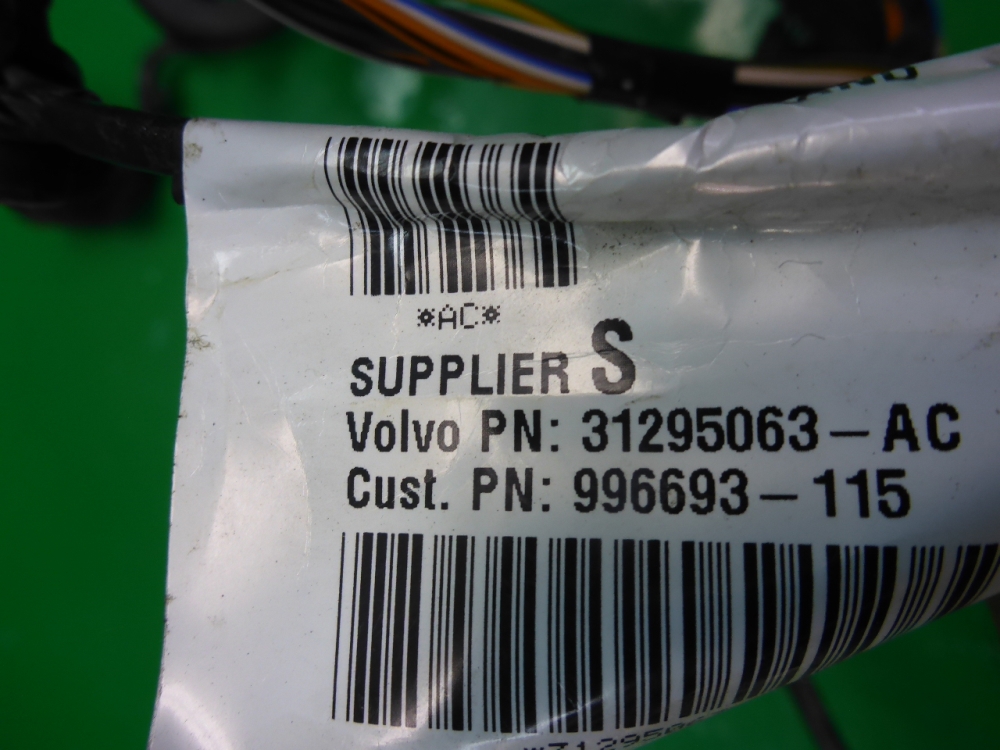 *AC*
SUPPLIER S
Volvo PN: 31295063-AC
Cust. PN: 996693-115